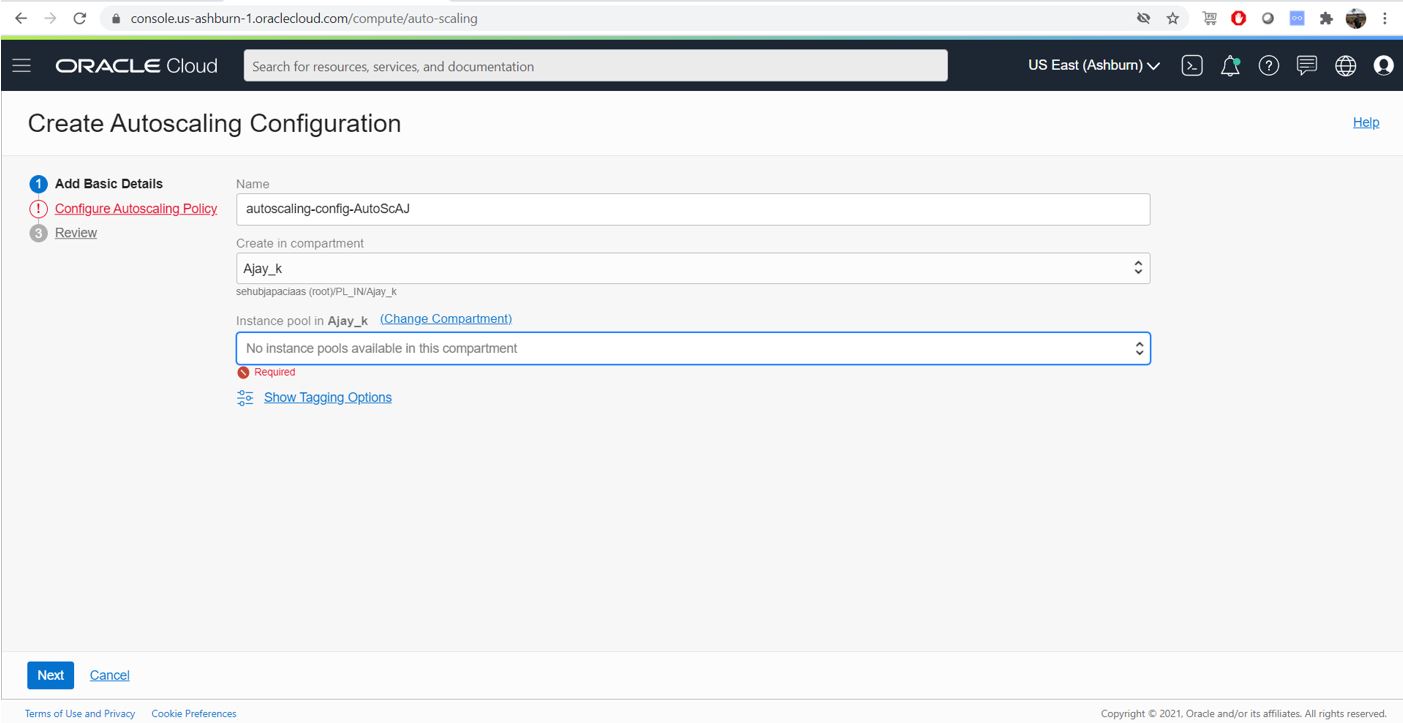 console.us-ashburn-1.oraclecloud.com/compute/auto-scaling
ORACLE Cloud
Search for resources, services, and documentation
US East (Ashburn)
Create Autoscaling Configuration
Help
1 Add Basic Details
! Configure Autoscaling Policy
3 Review
Name
autoscaling-config-AutoScAJ
Create in compartment
Ajay_k
sehubjapaciaas (root)/PL_IN/Ajay_k
Instance pool in Ajay_k (Change Compartment)
No instance pools available in this compartment
Required
Show Tagging Options
Next Cancel
Terms of Use and Privacy Cookie Preferences
Copyright © 2021, Oracle and/or its affiliates. All rights reserved.